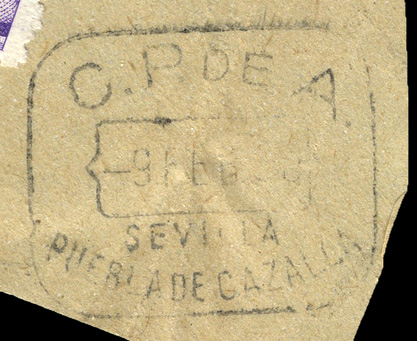 C.P. DE A.
-9 FEB
SEVILLA
PUEBLA DE CAZALLA